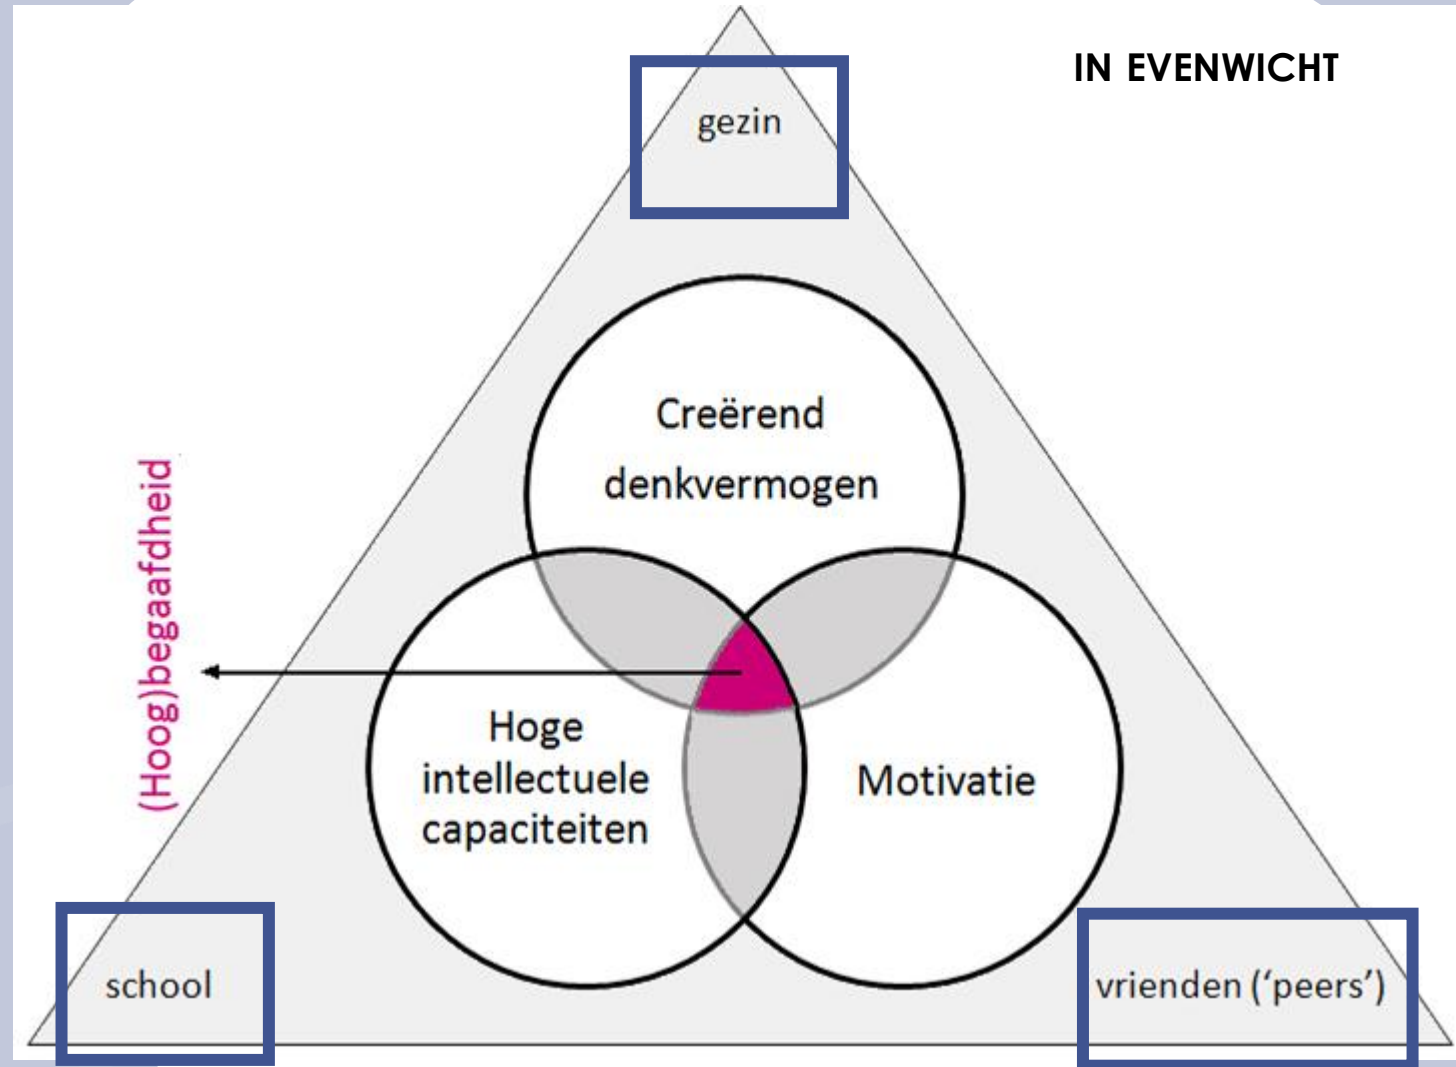 IN EVENWICHT
gezin
Creërend
denkvermogen
(Hoog)begaafdheid
Hoge
intellectuele
capaciteiten
Motivatie
school
vrienden (‘peers’)